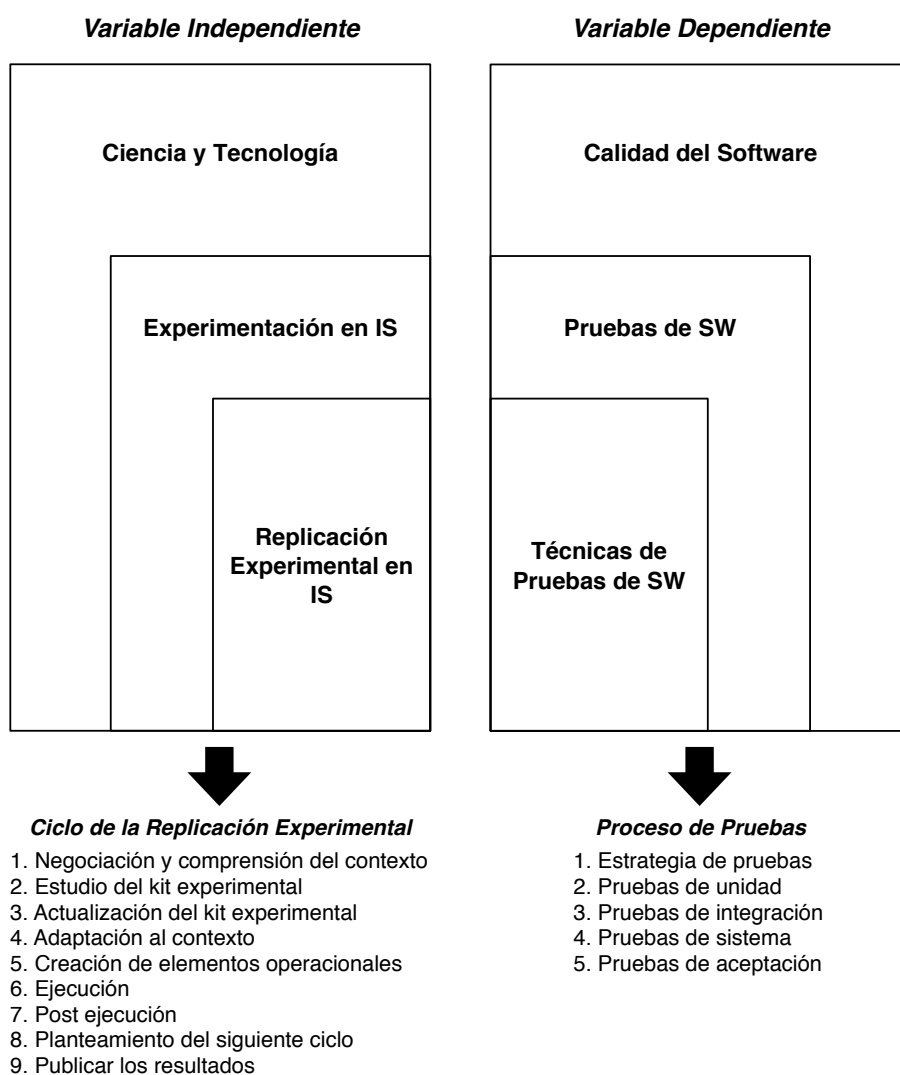 Variable Independiente
Variable Dependiente
Ciencia y Tecnología
Calidad del Software
Experimentación en IS
Pruebas de SW
Replicación
Experimental en
IS
Técnicas de
Pruebas de SW
Ciclo de la Replicación Experimental
1. Negociación y comprensión del contexto
2. Estudio del kit experimental
3. Actualización del kit experimental
4. Adaptación al contexto
5. Creación de elementos operacionales
6. Ejecución
7. Post ejecución
8. Planteamiento del siguiente ciclo
9. Publicar los resultados
Proceso de Pruebas
1. Estrategia de pruebas
2. Pruebas de unidad
3. Pruebas de integración
4. Pruebas de sistema
5. Pruebas de aceptación